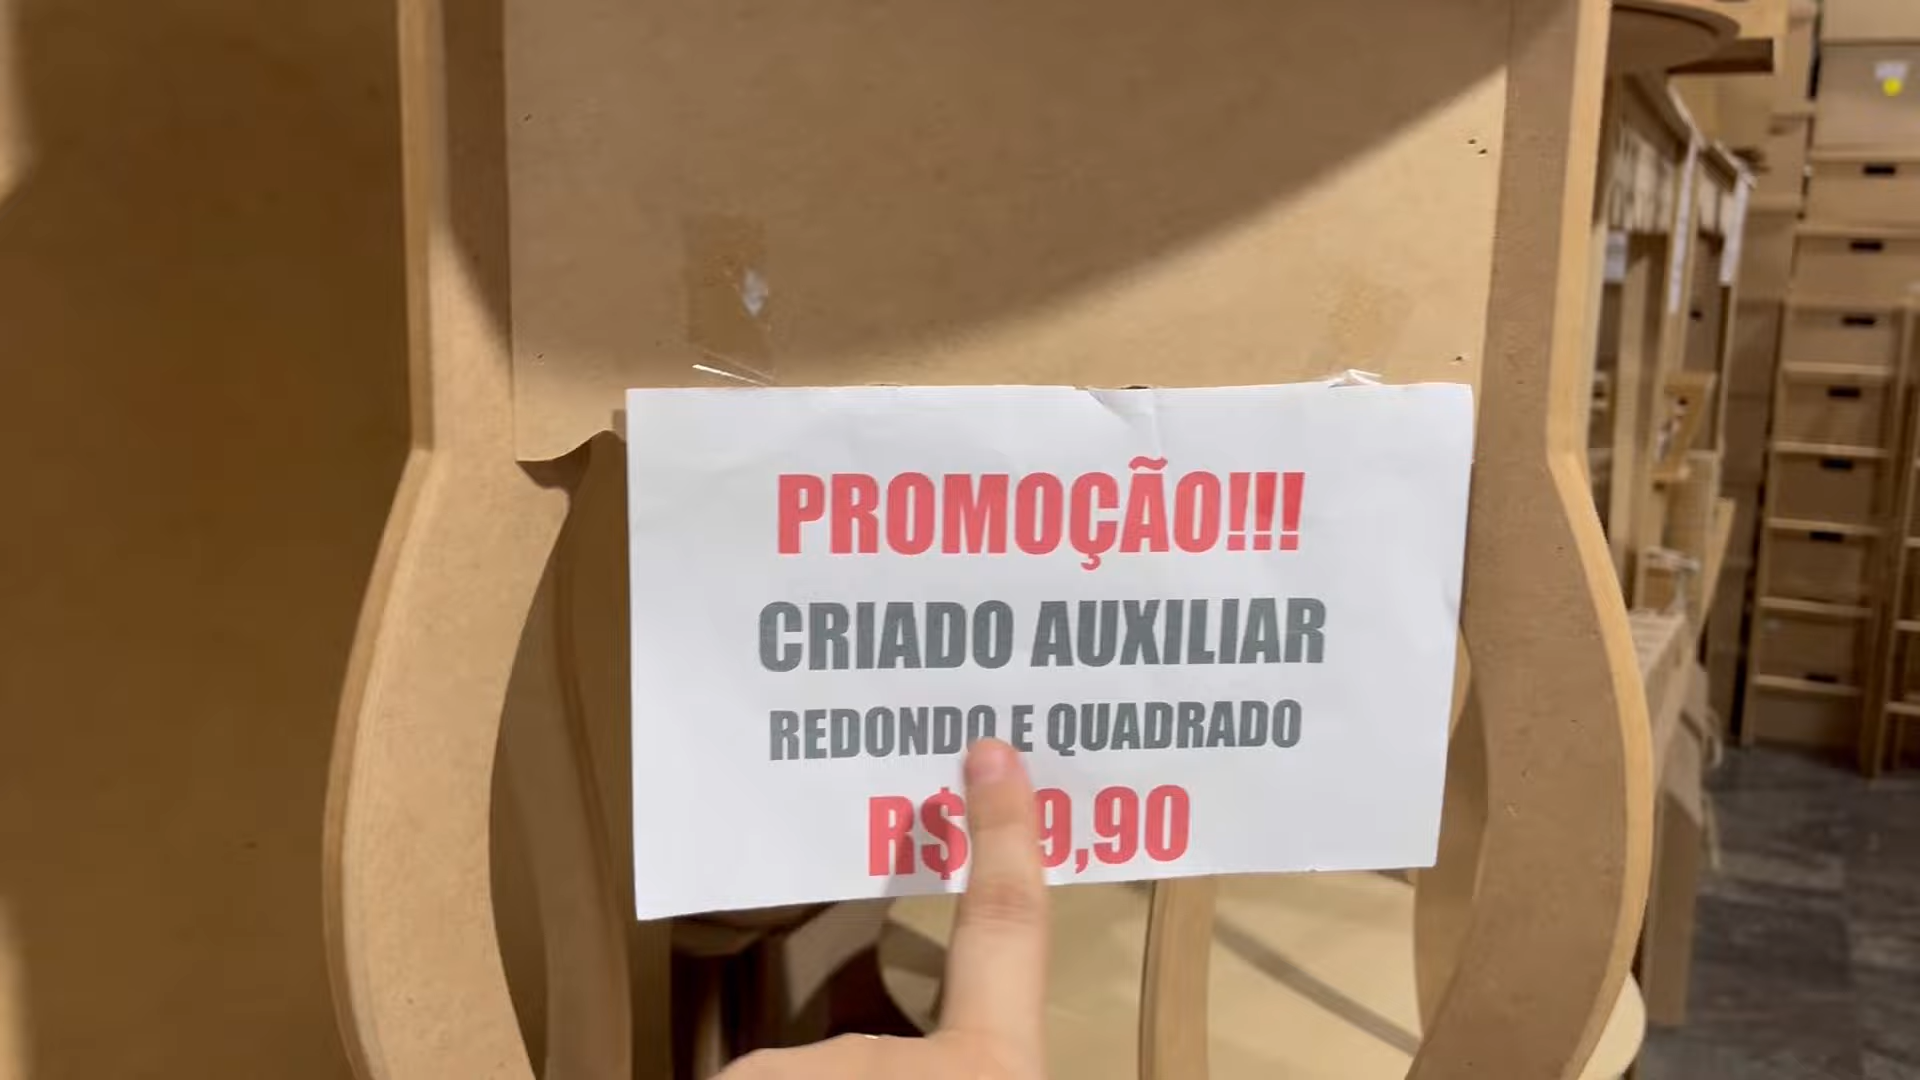 PROMOÇÃO!!!
CRIADO AUXILIAR
REDONDO E QUADRADO
R$